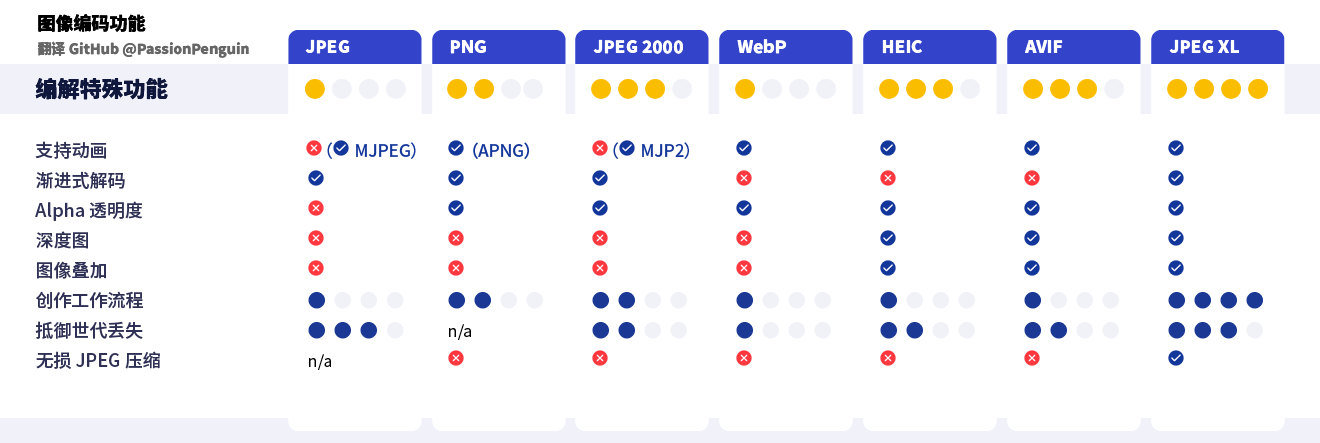 图像编码功能
翻译 GitHub @PassionPenguin
JPEG PNG JPEG 2000 WebP HEIC AVIF JPEG XL
编解特殊功能
支持动画 ( MJPEG) (APNG) ( MJP2)
渐进式解码
Alpha 透明度
深度图
图像叠加
创作工作流程
抵御世代丢失 n/a
无损 JPEG 压缩 n/a